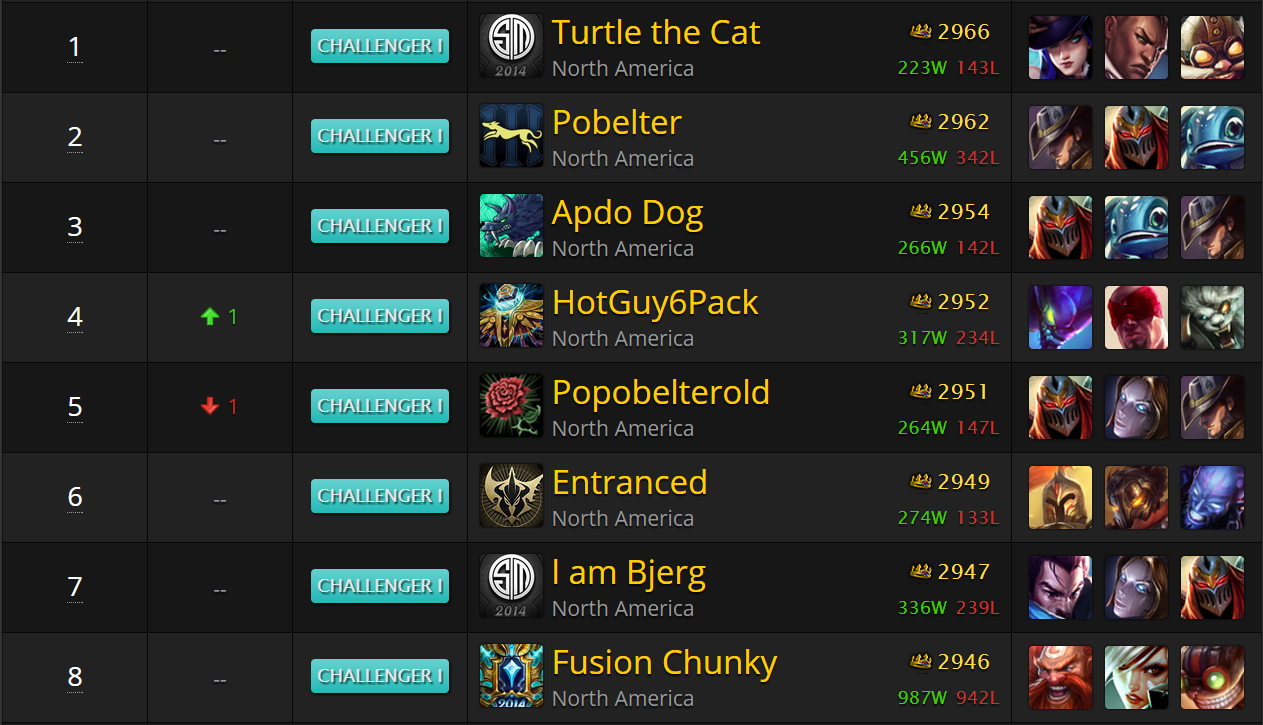 1 -- CHALLENGER I Turtle the Cat 2966
2014 North America 223W 143L
2 -- CHALLENGER I Pobelter 2962
III North America 456W 342L
3 -- CHALLENGER I Apdo Dog 2954
North America 266W 142L
4 1 CHALLENGER I HotGuy6Pack 2952
North America 317W 234L
5 1 CHALLENGER I Popobelterold 2951
North America 264W 147L
6 -- CHALLENGER I Entranced 2949
North America 274W 133L
7 -- CHALLENGER I I am Bjerg 2947
2014 North America 336W 239L
8 -- CHALLENGER I Fusion Chunky 2946
2014 North America 987W 942L